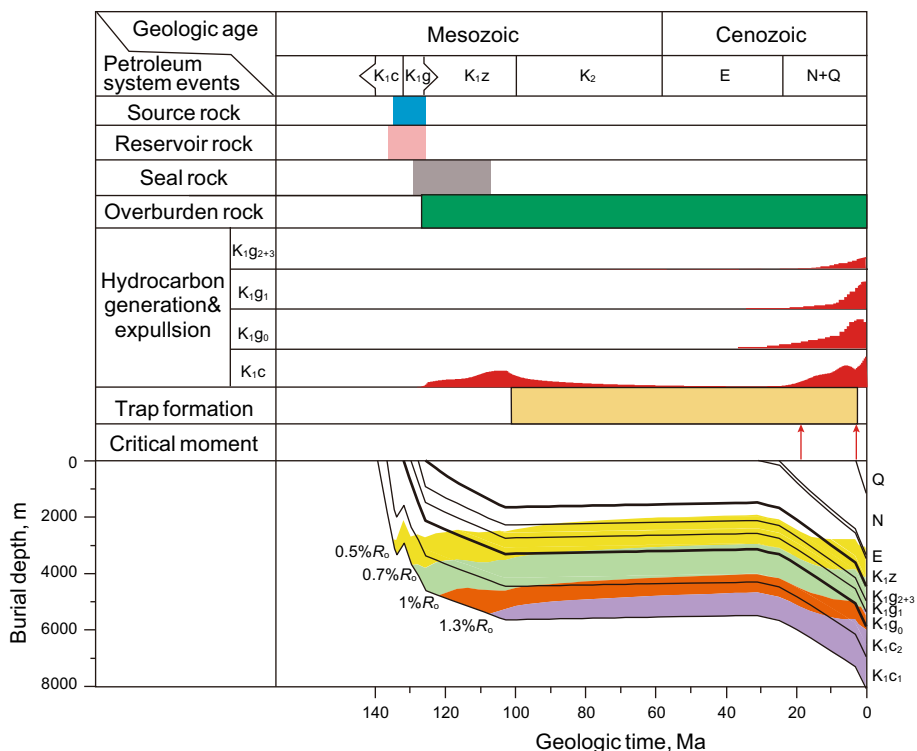 Geologic age
Mesozoic
Cenozoic
Petroleum
system events
K₁c
K₁g
K₁z
K₂
E
N+Q
Source rock
Reservoir rock
Seal rock
Overburden rock
Hydrocarbon
generation&
expullsion
K₁g₂₊₃
K₁g₁
K₁g₀
K₁c
Trap formation
Critical moment
Burial depth, m
0
2000
4000
6000
8000
0.5%Rₒ
0.7%Rₒ
1%Rₒ
1.3%Rₒ
Q
N
E
K₁z
K₁g₂₊₃
K₁g₁
K₁g₀
K₁c₂
K₁c₁
140
120
100
80
60
40
20
0
Geologic time, Ma